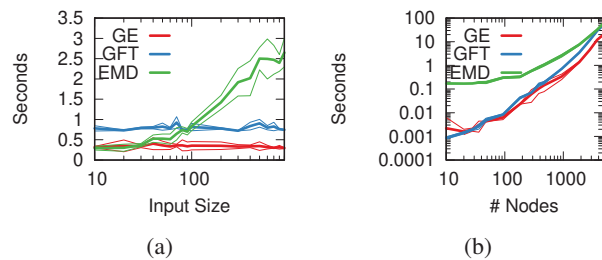 3.5
3
2.5
2
1.5
1
0.5
0
Seconds
GE
GFT
EMD
10
100
Input Size
(a)
100
10
1
0.1
0.01
0.001
0.0001
Seconds
GE
GFT
EMD
10
100
1000
# Nodes
(b)